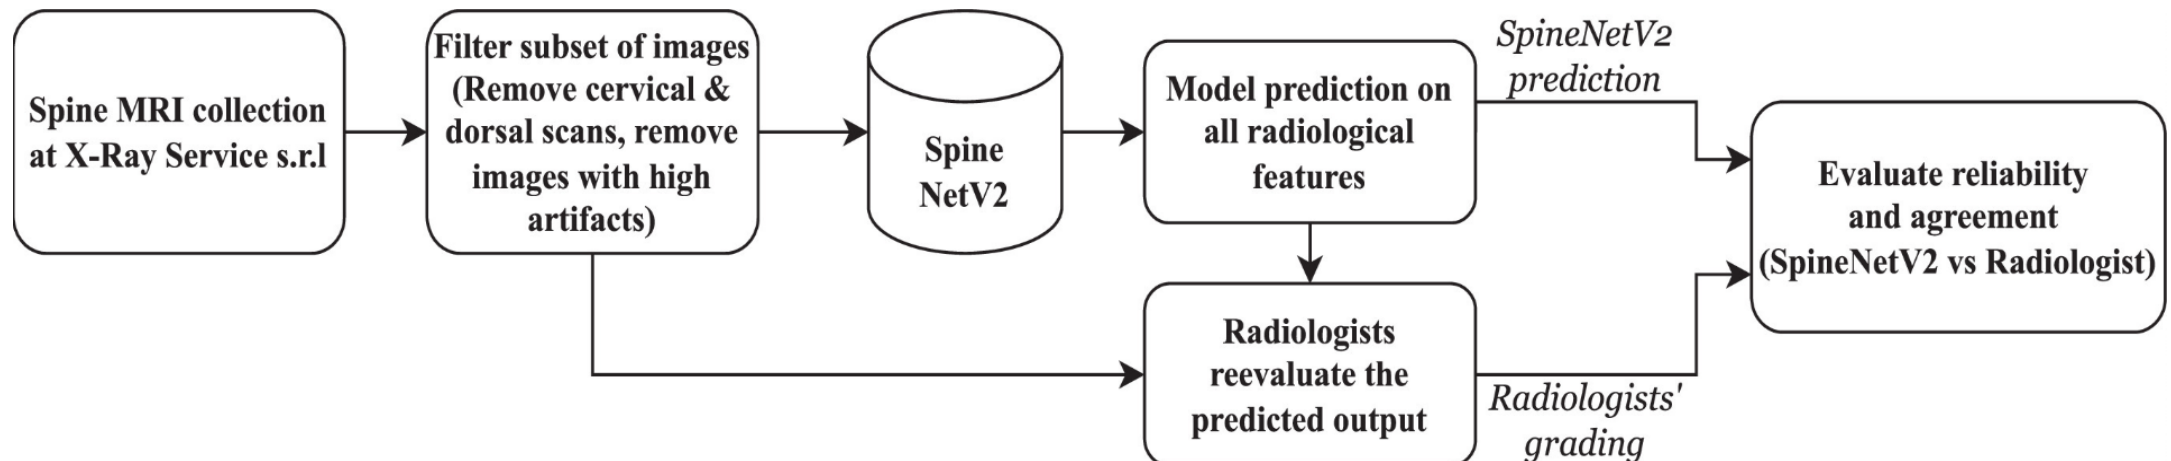 Spine MRI collection
at X-Ray Service s.r.l
Filter subset of images
(Remove cervical &
dorsal scans, remove
images with high
artifacts)
Spine
NetV2
Model prediction on
all radiological
features
SpineNetV2
prediction
Radiologists
reevaluate the
predicted output
Radiologists'
grading
Evaluate reliability
and agreement
(SpineNetV2 vs Radiologist)